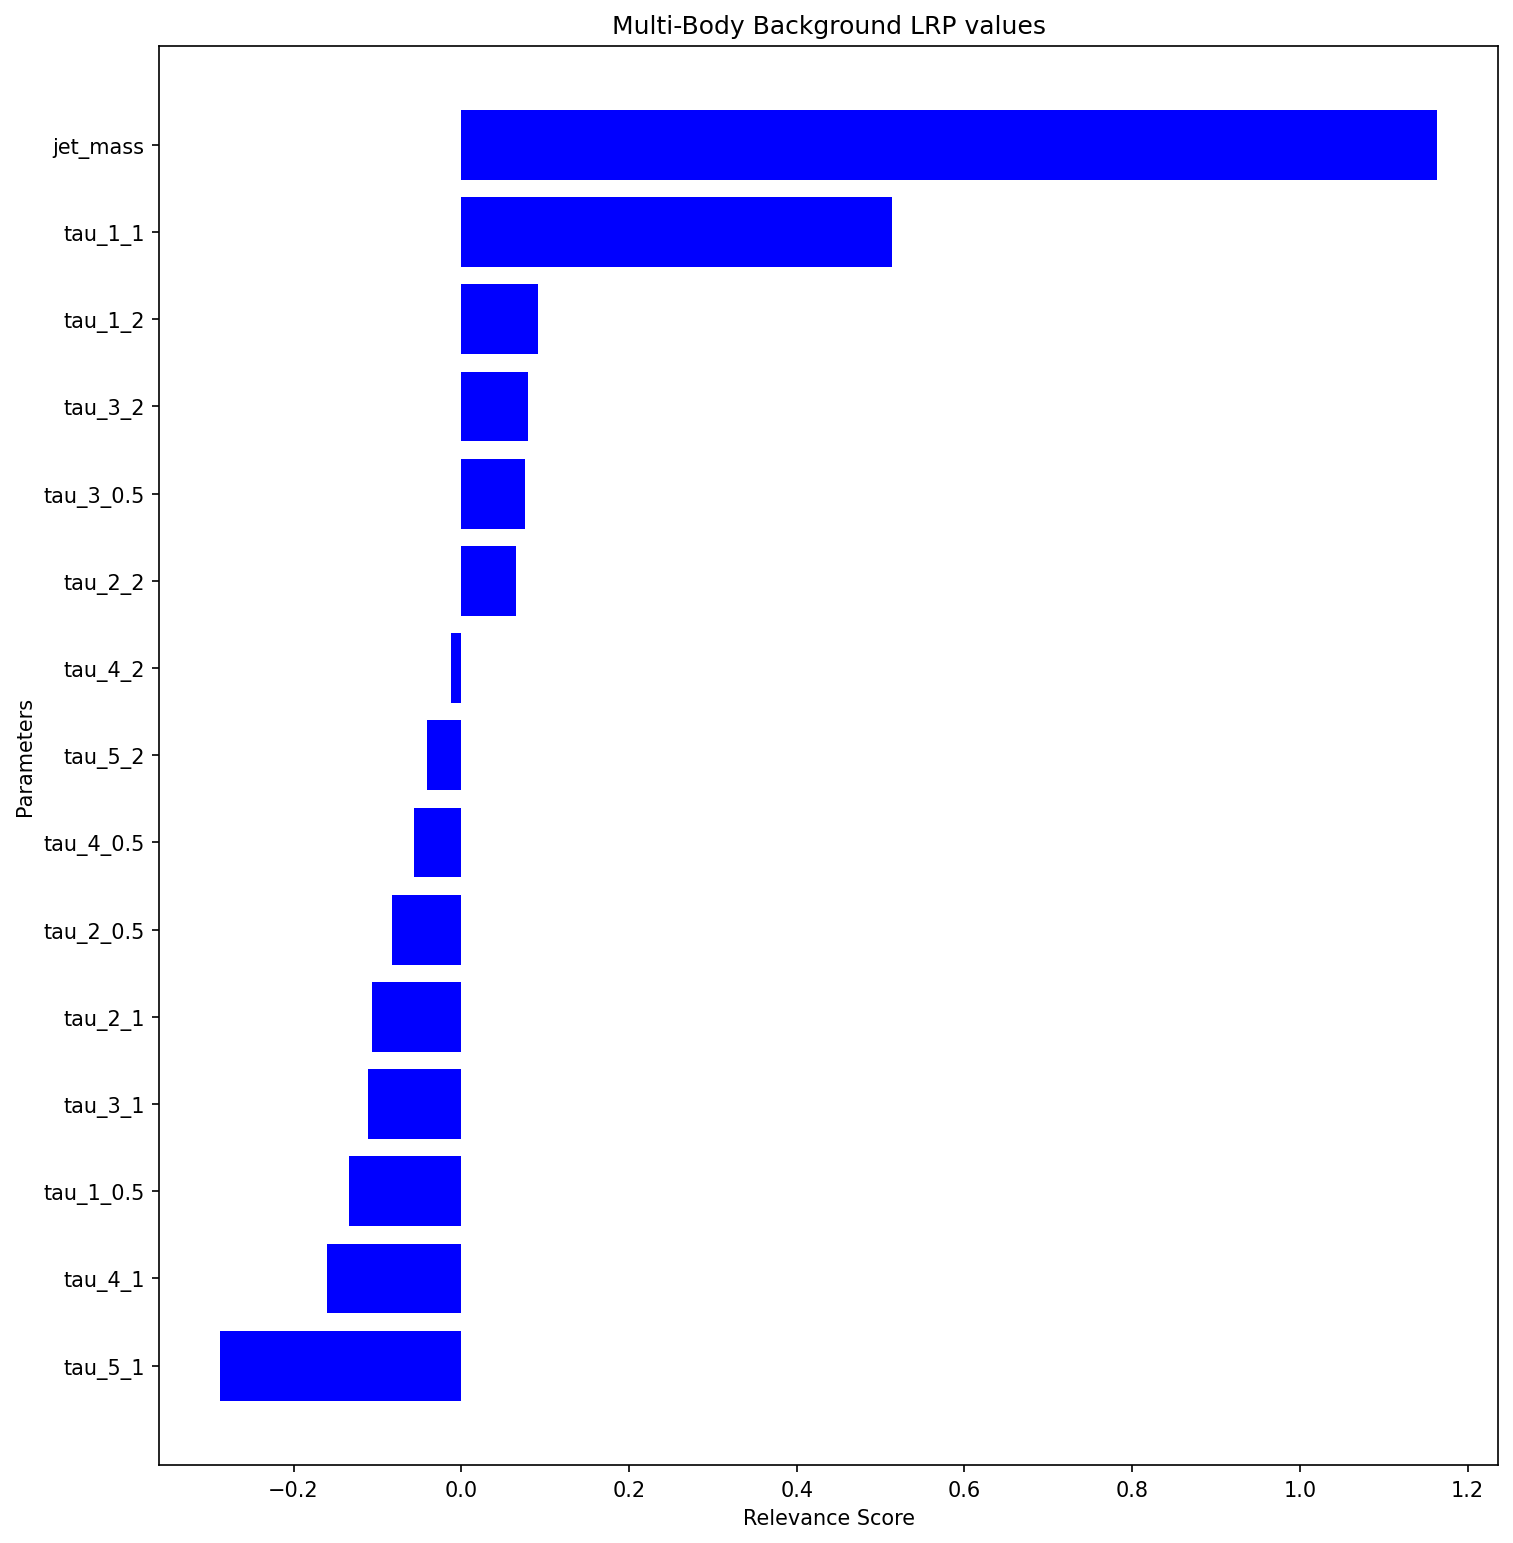 Multi-Body Background LRP values
jet_mass
tau_1_1
tau_1_2
tau_3_2
tau_3_0.5
tau_2_2
tau_4_2
tau_5_2
tau_4_0.5
tau_2_0.5
tau_2_1
tau_3_1
tau_1_0.5
tau_4_1
tau_5_1
Parameters
−0.2 0.0 0.2 0.4 0.6 0.8 1.0 1.2
Relevance Score